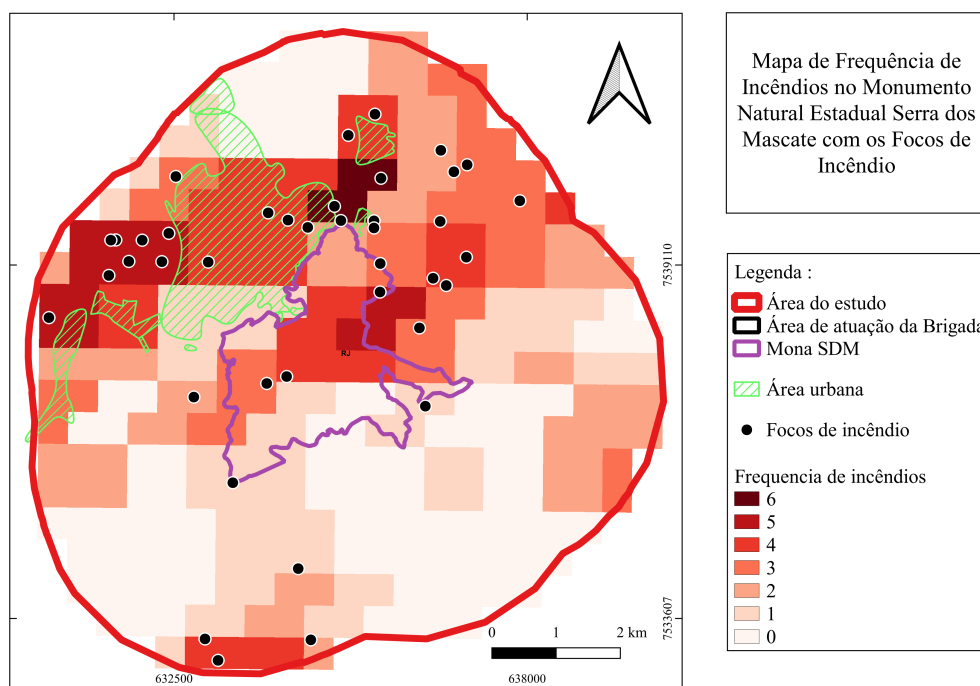 Mapa de Frequência de
Incêndios no Monumento
Natural Estadual Serra dos
Mascate com os Focos de
Incêndio
Legenda :
Área do estudo
Área de atuação da Brigada
Mona SDM
Área urbana
Focos de incêndio
Frequencia de incêndios
6
5
4
3
2
1
0
RJ
7539110
7533607
0 1 2 km
632500
638000